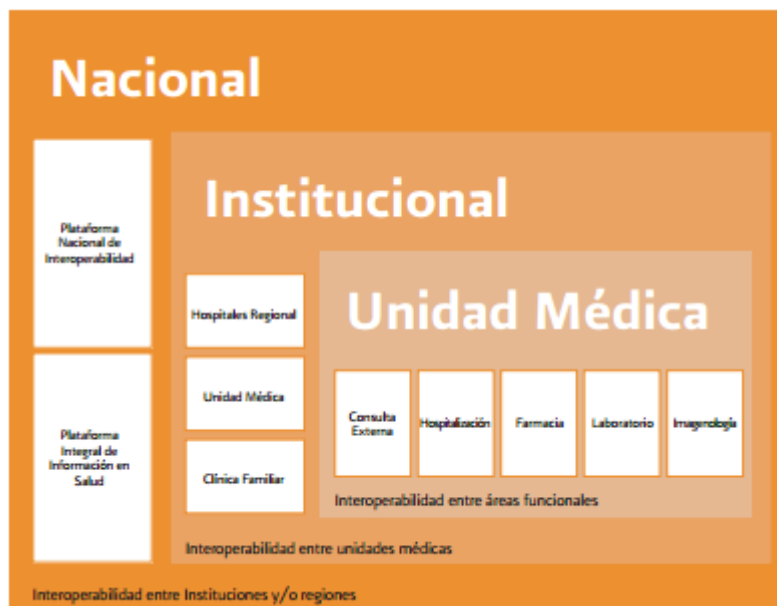 Nacional
Plataforma
Nacional de
Interoperabilidad
Plataforma
Integral de
Información en
Salud
Interoperabilidad entre Instituciones y/o regiones
Institucional
Hospitales Regional
Unidad Médica
Clínica Familiar
Interoperabilidad entre unidades médicas
Unidad Médica
Consulta
Externa
Hospitalización
Farmacia
Laboratorio
Imagenología
Interoperabilidad entre áreas funcionales